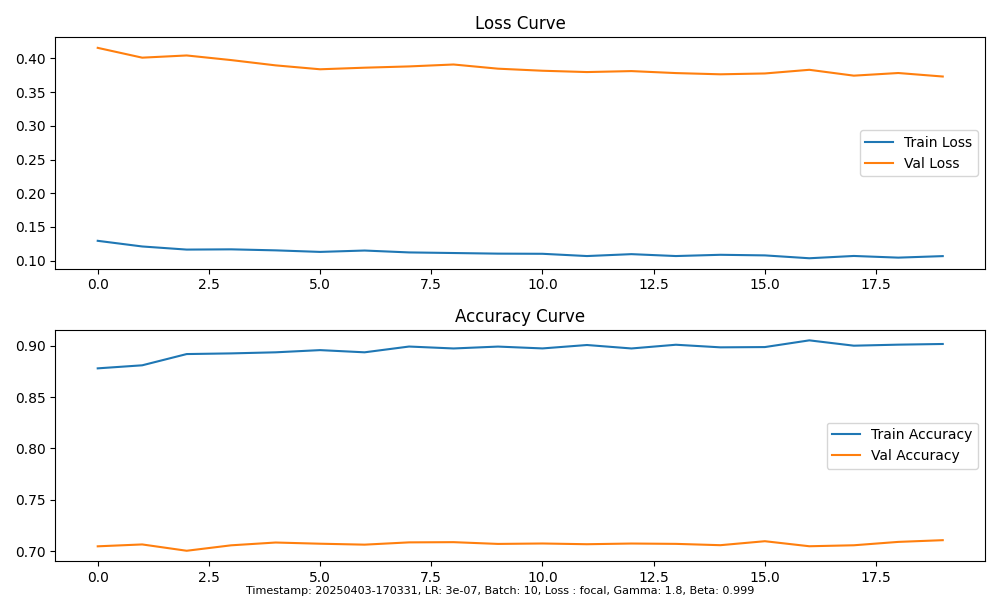 Loss Curve
0.40
0.35
0.30
0.25
0.20
0.15
0.10
Train Loss
Val Loss
0.0 2.5 5.0 7.5 10.0 12.5 15.0 17.5
Accuracy Curve
0.90
0.85
0.80
0.75
0.70
Train Accuracy
Val Accuracy
0.0 2.5 5.0 7.5 10.0 12.5 15.0 17.5
Timestamp: 20250403-170331, LR: 3e-07, Batch: 10, Loss : focal, Gamma: 1.8, Beta: 0.999